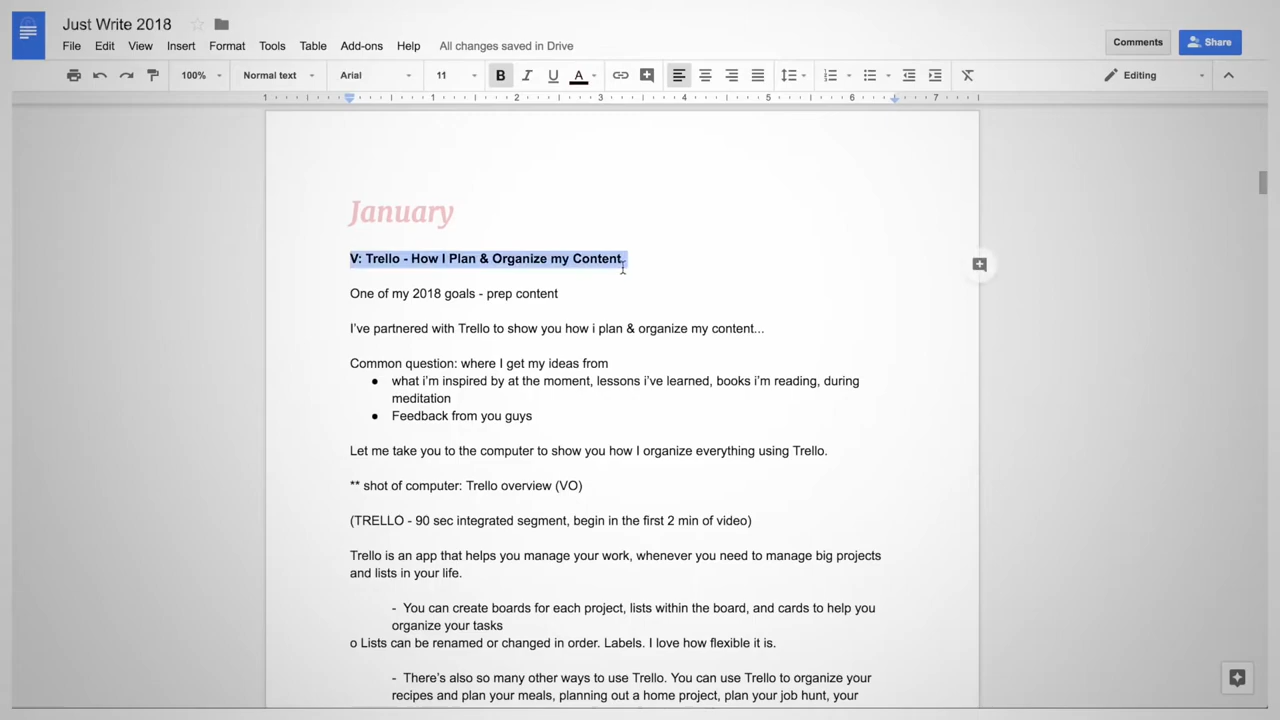 Just Write 2018
File Edit View Insert Format Tools Table Add-ons Help All changes saved in Drive
Comments Share
100% Normal text Arial 11 B I U A Editing
1 1 2 3 4 5 6 7
January
V: Trello - How I Plan & Organize my Content.
One of my 2018 goals - prep content
I've partnered with Trello to show you how i plan & organize my content...
Common question: where I get my ideas from
● what i'm inspired by at the moment, lessons i've learned, books i'm reading, during
meditation
● Feedback from you guys
Let me take you to the computer to show you how I organize everything using Trello.
** shot of computer: Trello overview (VO)
(TRELLO - 90 sec integrated segment, begin in the first 2 min of video)
Trello is an app that helps you manage your work, whenever you need to manage big projects
and lists in your life.
- You can create boards for each project, lists within the board, and cards to help you
organize your tasks
o Lists can be renamed or changed in order. Labels. I love how flexible it is.
- There's also so many other ways to use Trello. You can use Trello to organize your
recipes and plan your meals, planning out a home project, plan your job hunt, your